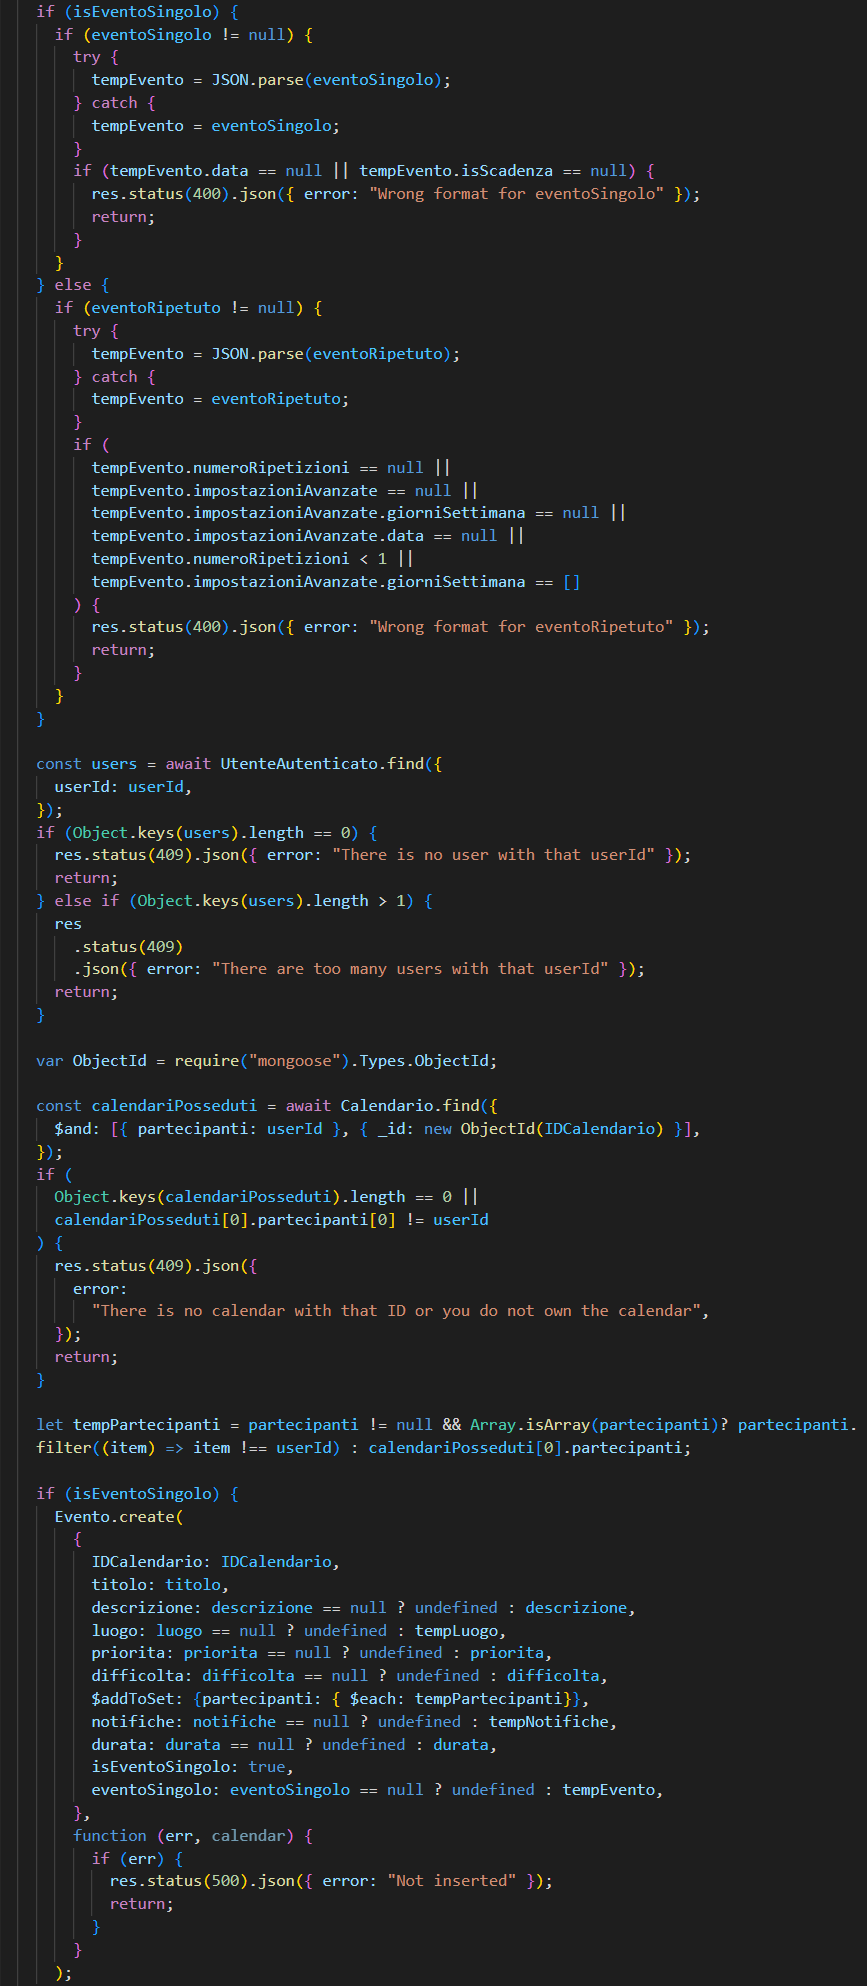 if (isEventoSingolo) {
if (eventoSingolo != null) {
try {
tempEvento = JSON.parse(eventoSingolo);
} catch {
tempEvento = eventoSingolo;
}
if (tempEvento.data == null || tempEvento.isScadenza == null) {
res.status(400).json({ error: "Wrong format for eventoSingolo" });
return;
}
}
} else {
if (eventoRipetuto != null) {
try {
tempEvento = JSON.parse(eventoRipetuto);
} catch {
tempEvento = eventoRipetuto;
}
if (
tempEvento.numeroRipetizioni == null ||
tempEvento.impostazioniAvanzate == null ||
tempEvento.impostazioniAvanzate.giorniSettimana == null ||
tempEvento.impostazioniAvanzate.data == null ||
tempEvento.numeroRipetizioni < 1 ||
tempEvento.impostazioniAvanzate.giorniSettimana == []
) {
res.status(400).json({ error: "Wrong format for eventoRipetuto" });
return;
}
}
}
const users = await UtenteAutenticato.find({
userId: userId,
});
if (Object.keys(users).length == 0) {
res.status(409).json({ error: "There is no user with that userId" });
return;
} else if (Object.keys(users).length > 1) {
res
.status(409)
.json({ error: "There are too many users with that userId" });
return;
}
var ObjectId = require("mongoose").Types.ObjectId;
const calendariPosseduti = await Calendario.find({
$and: [{ partecipanti: userId }, { _id: new ObjectId(IDCalendario) }],
});
if (
Object.keys(calendariPosseduti).length == 0 ||
calendariPosseduti[0].partecipanti[0] != userId
) {
res.status(409).json({
error:
"There is no calendar with that ID or you do not own the calendar",
});
return;
}
let tempPartecipanti = partecipanti != null && Array.isArray(partecipanti)? partecipanti.
filter((item) => item !== userId) : calendariPosseduti[0].partecipanti;
if (isEventoSingolo) {
Evento.create(
{
IDCalendario: IDCalendario,
titolo: titolo,
descrizione: descrizione == null ? undefined : descrizione,
luogo: luogo == null ? undefined : tempLuogo,
priorita: priorita == null ? undefined : priorita,
difficolta: difficolta == null ? undefined : difficolta,
$addToSet: {partecipanti: { $each: tempPartecipanti}},
notifiche: notifiche == null ? undefined : tempNotifiche,
durata: durata == null ? undefined : durata,
isEventoSingolo: true,
eventoSingolo: eventoSingolo == null ? undefined : tempEvento,
},
function (err, calendar) {
if (err) {
res.status(500).json({ error: "Not inserted" });
return;
}
}
);